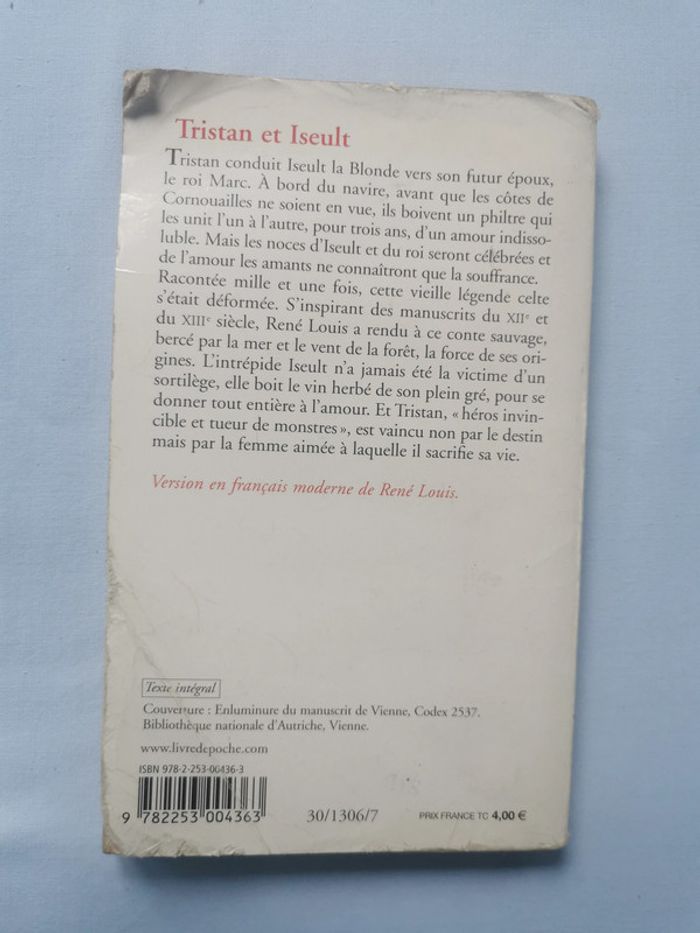 Tristan et Iseult
Tristan conduit Iseult la Blonde vers son futur époux,
le roi Marc. À bord du navire, avant que les côtes de
Cornouailles ne soient en vue, ils boivent un philtre qui
les unit l'un à l'autre, pour trois ans, d'un amour indisso-
luble. Mais les noces d'Iseult et du roi seront célébrées et
de l'amour les amants ne connaîtront que la souffrance.
Racontée mille et une fois, cette vieille légende celte
s'était déformée. S'inspirant des manuscrits du XIIe et
du XIIIe siècle, René Louis a rendu à ce conte sauvage,
bercé par la mer et le vent de la forêt, la force de ses ori-
gines. L'intrépide Iseult n'a jamais été la victime d'un
sortilège, elle boit le vin herbé de son plein gré, pour se
donner tout entière à l'amour. Et Tristan, « héros invin-
cible et tueur de monstres », est vaincu non par le destin
mais par la femme aimée à laquelle il sacrifie sa vie.
Version en français moderne de René Louis.
Texte intégral
Couverture : Enluminure du manuscrit de Vienne, Codex 2537.
Bibliothèque nationale d'Autriche, Vienne.
www.livredepoche.com
ISBN 978-2-253-00436-3
9 782253 004363
30/1306/7
PRIX FRANCE TC 4,00 €